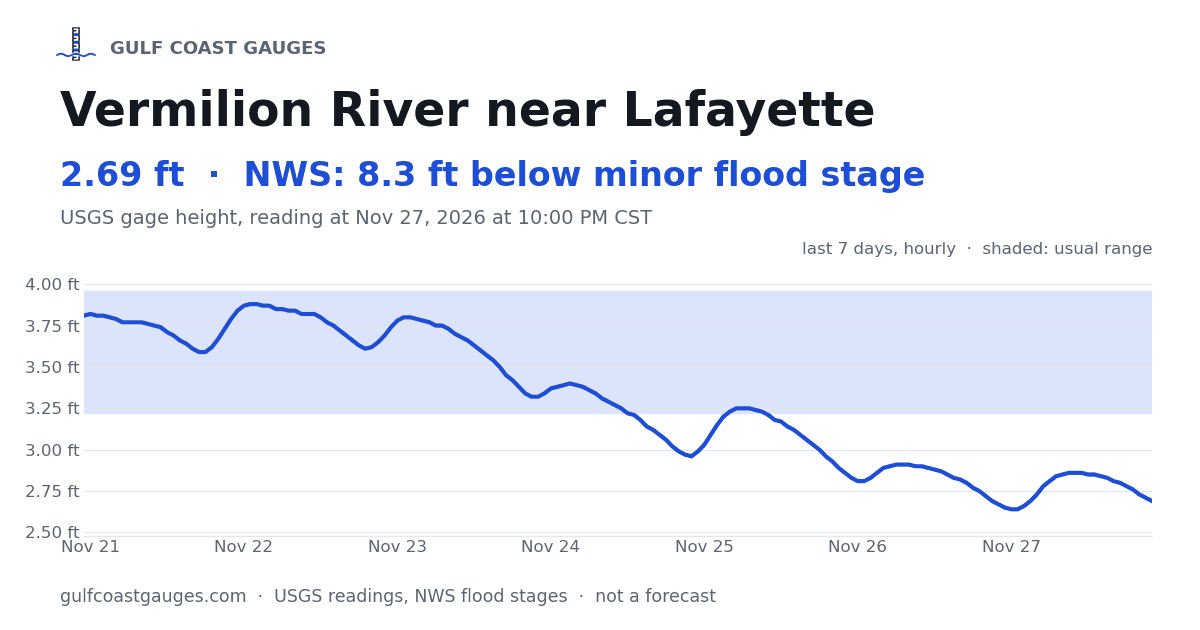 GULF COAST GAUGES
Vermilion River near Lafayette
2.69 ft · NWS: 8.3 ft below minor flood stage
USGS gage height, reading at Nov 27, 2026 at 10:00 PM CST
last 7 days, hourly · shaded: usual range
4.00 ft
3.75 ft
3.50 ft
3.25 ft
3.00 ft
2.75 ft
2.50 ft
Nov 21 Nov 22 Nov 23 Nov 24 Nov 25 Nov 26 Nov 27
gulfcoastgauges.com · USGS readings, NWS flood stages · not a forecast